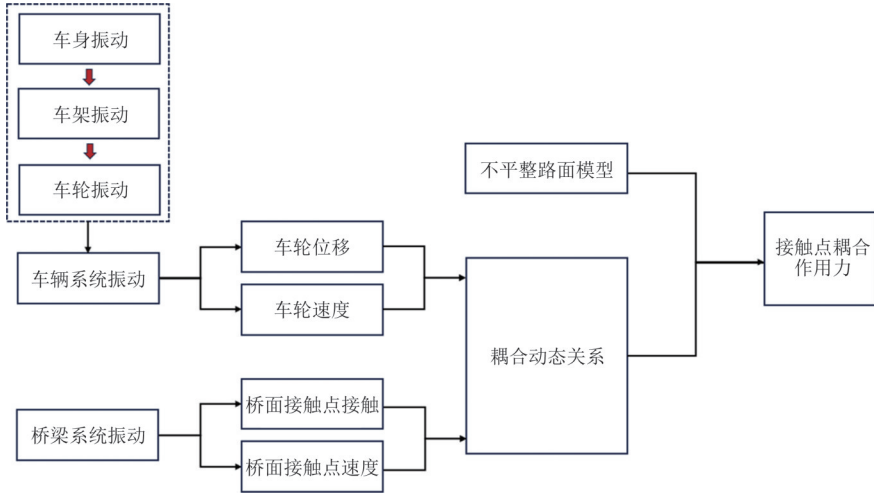 车身振动
车架振动
车轮振动
车辆系统振动
车轮位移
车轮速度
桥梁系统振动
桥面接触点接触
桥面接触点速度
不平整路面模型
耦合动态关系
接触点耦合
作用力